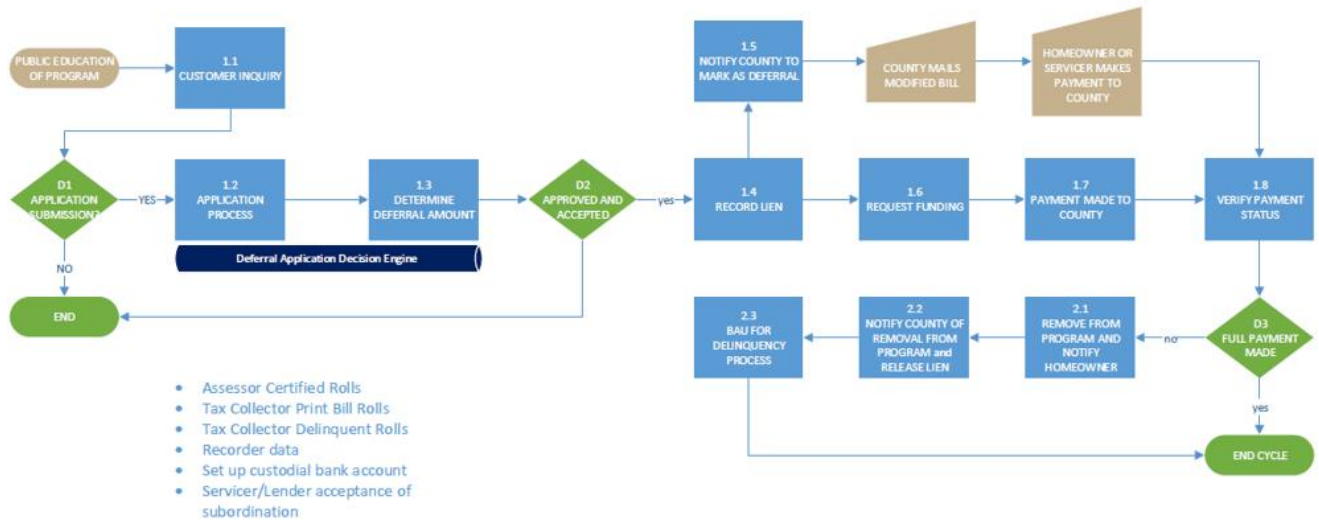 PUBLIC EDUCATION
OF PROGRAM
1.1
CUSTOMER INQUIRY
D1
APPLICATION
SUBMISSION?
YES
NO
END
1.2
APPLICATION
PROCESS
1.3
DETERMINE
DEFERRAL AMOUNT
Deferral Application Decision Engine
D2
APPROVED AND
ACCEPTED
yes
1.5
NOTIFY COUNTY TO
MARK AS DEFERRAL
COUNTY MAILS
MODIFIED BILL
HOMEOWNER OR
SERVICER MAKES
PAYMENT TO
COUNTY
1.4
RECORD LIEN
1.6
REQUEST FUNDING
1.7
PAYMENT MADE TO
COUNTY
1.8
VERIFY PAYMENT
STATUS
D3
FULL PAYMENT
MADE
no
yes
2.1
REMOVE FROM
PROGRAM AND
NOTIFY
HOMEOWNER
2.2
NOTIFY COUNTY OF
REMOVAL FROM
PROGRAM and
RELEASE LIEN
2.3
BAU FOR
DELINQUENCY
PROCESS
END CYCLE
• Assessor Certified Rolls
• Tax Collector Print Bill Rolls
• Tax Collector Delinquent Rolls
• Recorder data
• Set up custodial bank account
• Servicer/Lender acceptance of
subordination